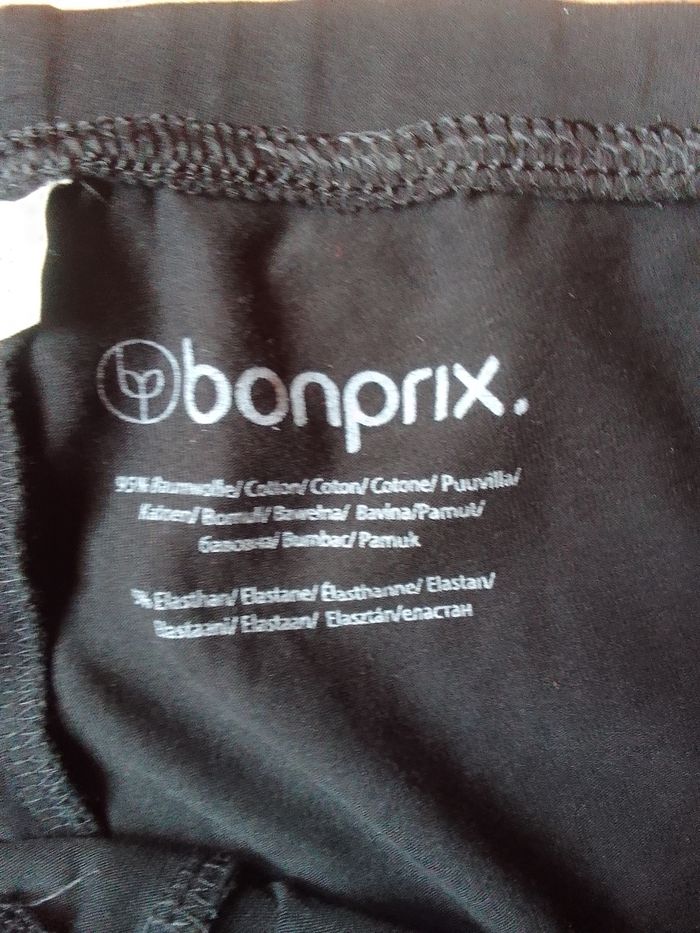 bonprix.
95% Baumwolle/ Cotton/ Coton/ Cotone/ Puuvilla/
Katoen/ Bomull/ Bawełna/ Bavlna/Pamut/
бавовна/ Bumbac/ Pamuk
% Elasthan/ Elastane/ Élasthanne/ Elastan/
Elastaani/ Elastaan/ Elasztán/еластан